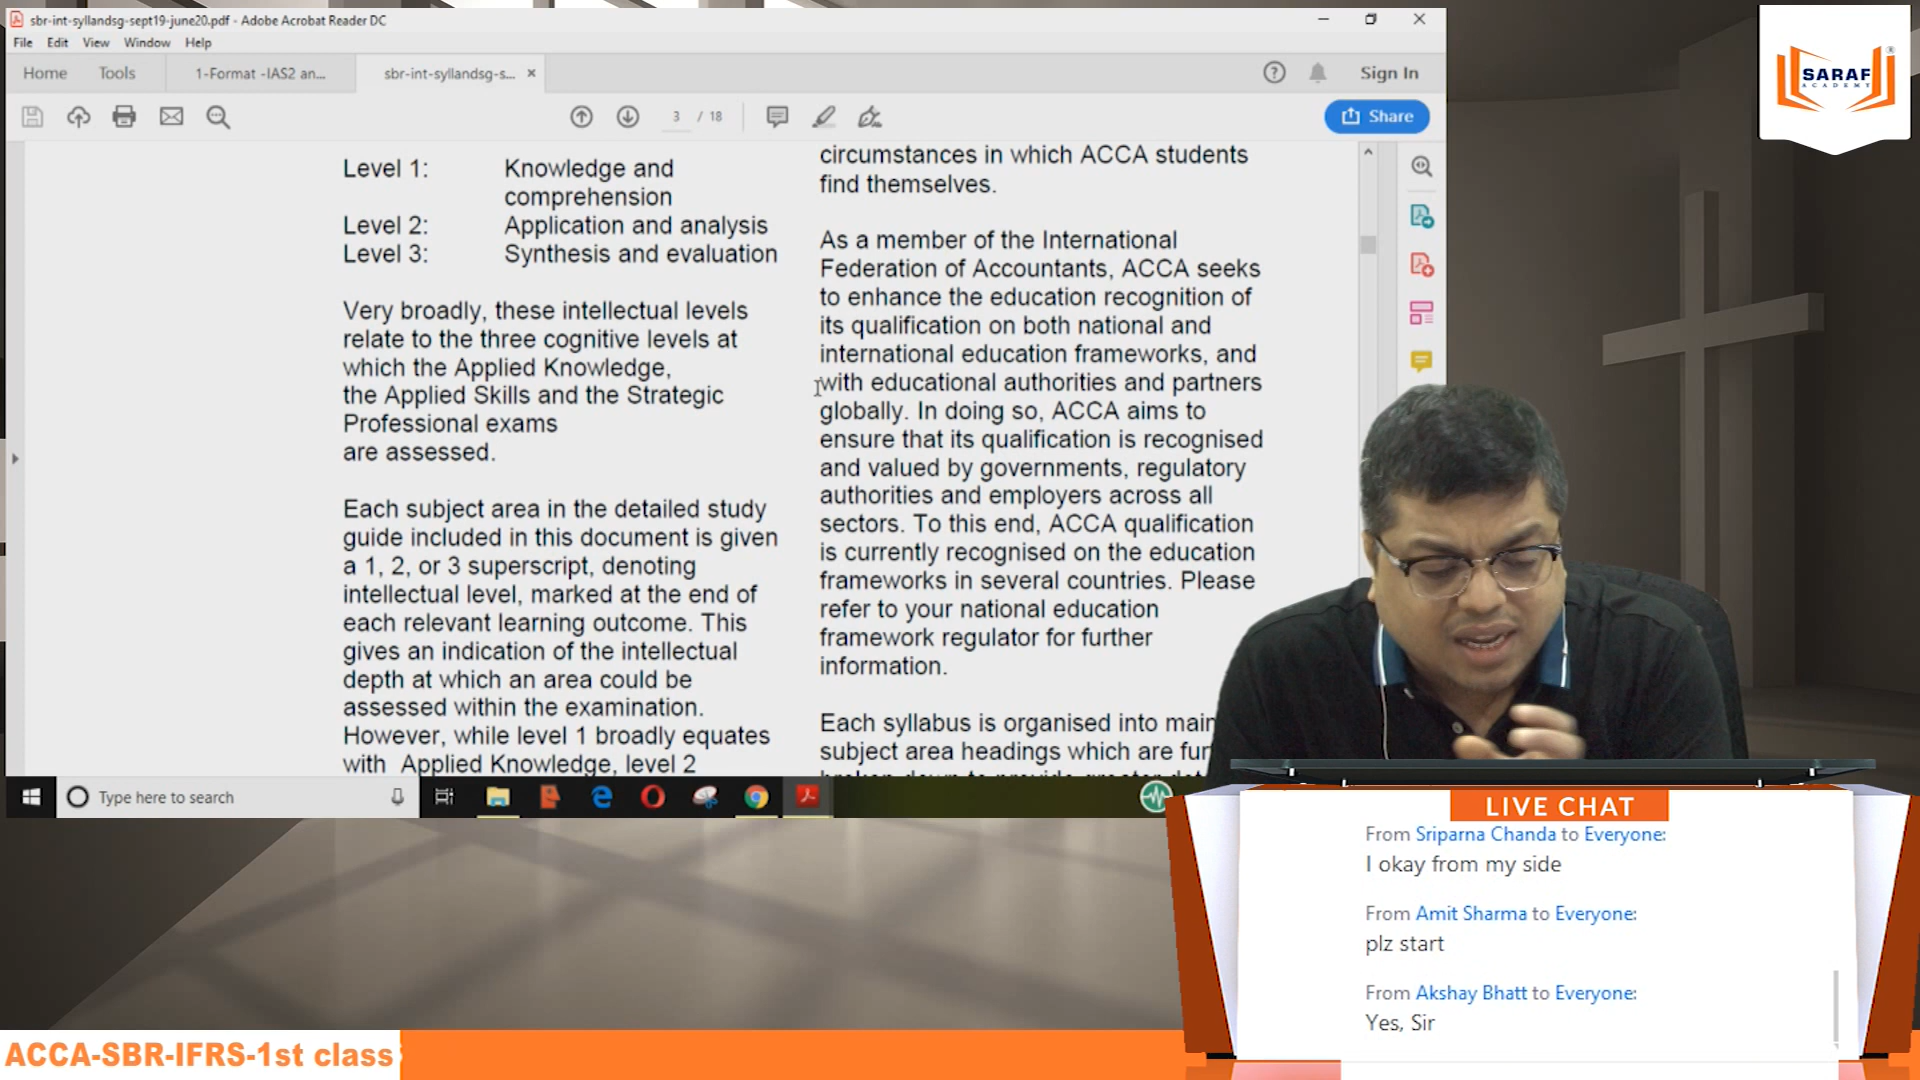 sbr-int-syllandsg-sept19-june20.pdf - Adobe Acrobat Reader DC
File Edit View Window Help
Home Tools 1-Format -IAS2 an... sbr-int-syllandsg-s... × Sign In
3 / 18 Share
Level 1: Knowledge and
comprehension
Level 2: Application and analysis
Level 3: Synthesis and evaluation
Very broadly, these intellectual levels
relate to the three cognitive levels at
which the Applied Knowledge,
the Applied Skills and the Strategic
Professional exams
are assessed.
Each subject area in the detailed study
guide included in this document is given
a 1, 2, or 3 superscript, denoting
intellectual level, marked at the end of
each relevant learning outcome. This
gives an indication of the intellectual
depth at which an area could be
assessed within the examination.
However, while level 1 broadly equates
with Applied Knowledge, level 2
circumstances in which ACCA students
find themselves.
As a member of the International
Federation of Accountants, ACCA seeks
to enhance the education recognition of
its qualification on both national and
international education frameworks, and
with educational authorities and partners
globally. In doing so, ACCA aims to
ensure that its qualification is recognised
and valued by governments, regulatory
authorities and employers across all
sectors. To this end, ACCA qualification
is currently recognised on the education
frameworks in several countries. Please
refer to your national education
framework regulator for further
information.
Each syllabus is organised into main
subject area headings which are
Type here to search
SARAF
ACADEMY
LIVE CHAT
From Sriparna Chanda to Everyone:
I okay from my side
From Amit Sharma to Everyone:
plz start
From Akshay Bhatt to Everyone:
Yes, Sir
ACCA-SBR-IFRS-1st class